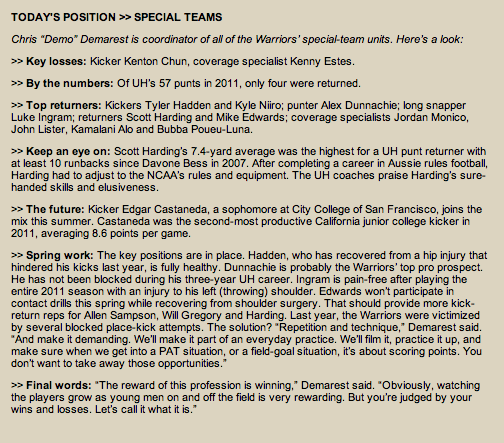 TODAY'S POSITION >> SPECIAL TEAMS
Chris “Demo” Demarest is coordinator of all of the Warriors’ special-team units. Here’s a look:
>> Key losses: Kicker Kenton Chun, coverage specialist Kenny Estes.
>> By the numbers: Of UH’s 57 punts in 2011, only four were returned.
>> Top returners: Kickers Tyler Hadden and Kyle Niiro; punter Alex Dunnachie; long snapper
Luke Ingram; returners Scott Harding and Mike Edwards; coverage specialists Jordan Monico,
John Lister, Kamalani Alo and Bubba Poueu-Luna.
>> Keep an eye on: Scott Harding’s 7.4-yard average was the highest for a UH punt returner with
at least 10 runbacks since Davone Bess in 2007. After completing a career in Aussie rules football,
Harding had to adjust to the NCAA’s rules and equipment. The UH coaches praise Harding’s sure-
handed skills and elusiveness.
>> The future: Kicker Edgar Castaneda, a sophomore at City College of San Francisco, joins the
mix this summer. Castaneda was the second-most productive California junior college kicker in
2011, averaging 8.6 points per game.
>> Spring work: The key positions are in place. Hadden, who has recovered from a hip injury that
hindered his kicks last year, is fully healthy. Dunnachie is probably the Warriors’ top pro prospect.
He has not been blocked during his three-year UH career. Ingram is pain-free after playing the
entire 2011 season with an injury to his left (throwing) shoulder. Edwards won’t participate in
contact drills this spring while recovering from shoulder surgery. That should provide more kick-
return reps for Allen Sampson, Will Gregory and Harding. Last year, the Warriors were victimized
by several blocked place-kick attempts. The solution? “Repetition and technique,” Demarest said.
“And make it demanding. We’ll make it part of an everyday practice. We’ll film it, practice it up, and
make sure when we get into a PAT situation, or a field-goal situation, it’s about scoring points. You
don’t want to take away those opportunities.”
>> Final words: “The reward of this profession is winning,” Demarest said. “Obviously, watching
the players grow as young men on and off the field is very rewarding. But you’re judged by your
wins and losses. Let’s call it what it is.”